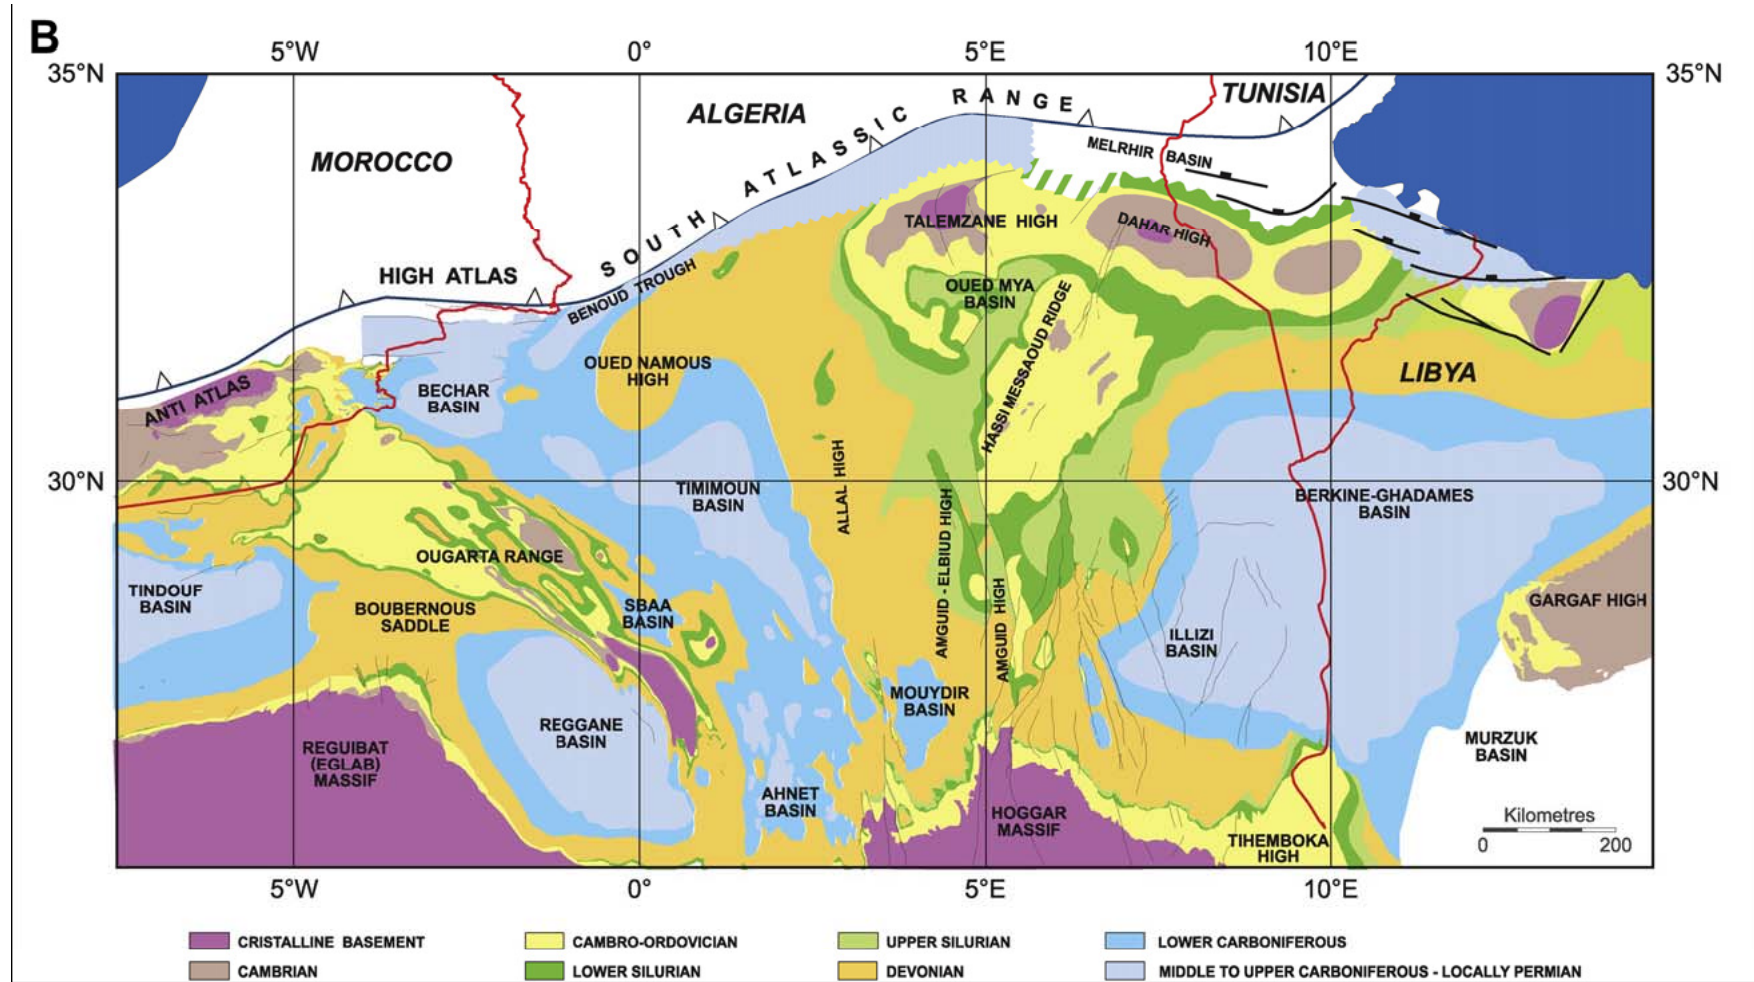 B
5°W 0° 5°E 10°E
35°N 35°N
TUNISIA
SOUTH ATLASSIC RANGE
ALGERIA
MOROCCO
MELRHIR BASIN
TALEMZANE HIGH
DAHAR HIGH
HIGH ATLAS
BENOUD TROUGH
OUED MYA
BASIN
HASSI MESSAOUD RIDGE
OUED NAMOUS
HIGH
LIBYA
ANTI ATLAS
BECHAR
BASIN
30°N 30°N
ALLAL HIGH
TIMIMOUN
BASIN
BERKINE-GHADAMES
BASIN
AMGUID - ELBIUD HIGH
OUGARTA RANGE
TINDOUF
BASIN
BOUBERNOUS
SADDLE
SBAA
BASIN
AMGUID HIGH
GARGAF HIGH
ILLIZI
BASIN
MOUYDIR
BASIN
REGGANE
BASIN
REGUIBAT
(EGLAB)
MASSIF
MURZUK
BASIN
AHNET
BASIN
HOGGAR
MASSIF
TIHEMBOKA
HIGH
Kilometres
0 200
5°W 0° 5°E 10°E
CRISTALLINE BASEMENT
CAMBRIAN
CAMBRO-ORDOVICIAN
LOWER SILURIAN
UPPER SILURIAN
DEVONIAN
LOWER CARBONIFEROUS
MIDDLE TO UPPER CARBONIFEROUS - LOCALLY PERMIAN